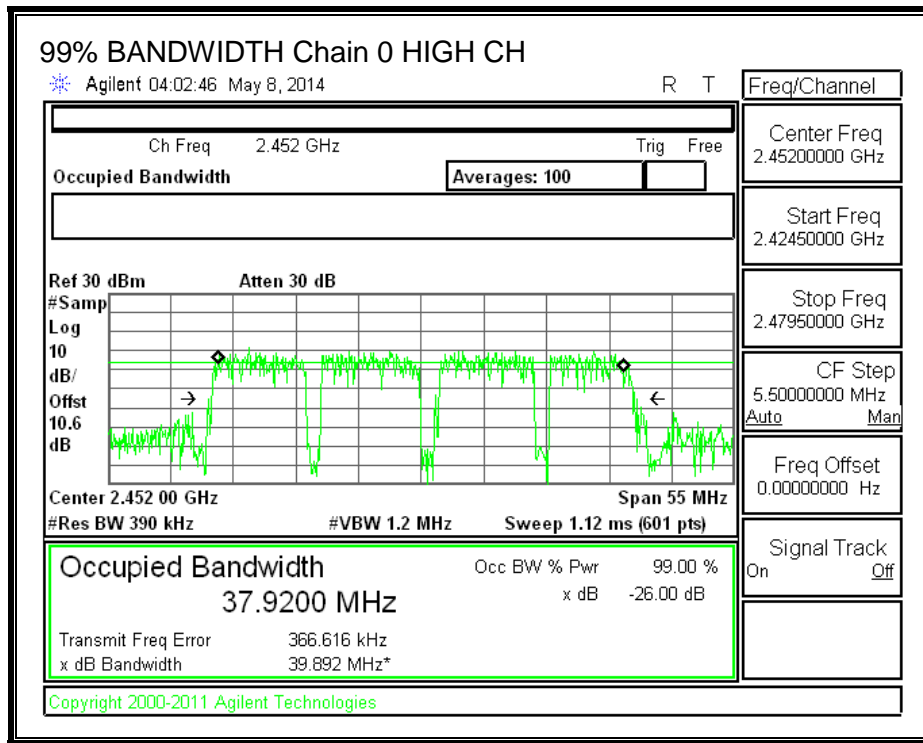 99% BANDWIDTH Chain 0 HIGH CH
Agilent 04:02:46 May 8, 2014 R T
Ch Freq 2.452 GHz Trig Free
Occupied Bandwidth Averages: 100
Ref 30 dBm Atten 30 dB
#Samp
Log
10
dB/
Offst
10.6
dB
Center 2.452 00 GHz Span 55 MHz
#Res BW 390 kHz #VBW 1.2 MHz Sweep 1.12 ms (601 pts)
Occupied Bandwidth Occ BW % Pwr 99.00 %
37.9200 MHz x dB -26.00 dB
Transmit Freq Error 366.616 kHz
x dB Bandwidth 39.892 MHz*
Copyright 2000-2011 Agilent Technologies
Freq/Channel
Center Freq
2.45200000 GHz
Start Freq
2.42450000 GHz
Stop Freq
2.47950000 GHz
CF Step
5.50000000 MHz
Auto Man
Freq Offset
0.00000000 Hz
Signal Track
On Off